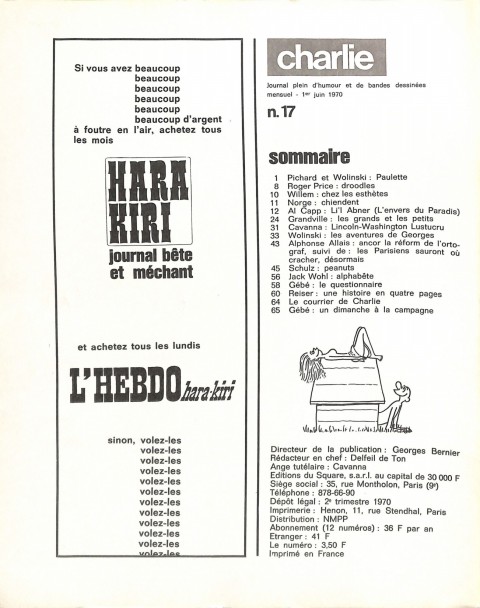 Si vous avez beaucoup
beaucoup
beaucoup
beaucoup
beaucoup
beaucoup d'argent
à foutre en l'air, achetez tous
les mois
HARA
KIRI
journal bête
et méchant
et achetez tous les lundis
L'HEBDO hara-kiri
sinon, volez-les
volez-les
volez-les
volez-les
volez-les
volez-les
volez-les
volez-les
volez-les
volez-les
volez-les
volez-les
charlie
Journal plein d'humour et de bandes dessinées
mensuel - 1er juin 1970
n. 17
sommaire
1 Pichard et Wolinski : Paulette
8 Roger Price : droodles
10 Willem : chez les esthètes
11 Norge : chiendent
12 Al Capp : Li'l Abner (L'envers du Paradis)
24 Grandville : les grands et les petits
31 Cavanna : Lincoln-Washington Lustucru
33 Wolinski : les aventures de Georges
43 Alphonse Allais : ancor la réform de l'orto-
graf, suivi de : les Parisiens sauront où
cracher, désormais
45 Schulz : peanuts
56 Jack Wohl : alphabête
58 Gébé : le questionnaire
60 Reiser : une histoire en quatre pages
64 Le courrier de Charlie
65 Gébé : un dimanche à la campagne
Directeur de la publication : Georges Bernier
Rédacteur en chef : Delfeil de Ton
Ange tutélaire : Cavanna
Editions du Square, s.a.r.l. au capital de 30 000 F
Siège social : 35, rue Montholon, Paris (9e)
Téléphone : 878-66-90
Dépôt légal : 2e trimestre 1970
Imprimerie : Henon, 11, rue Stendhal, Paris
Distribution : NMPP
Abonnement (12 numéros) : 36 F par an
Etranger : 41 F
Le numéro : 3,50 F
Imprimé en France